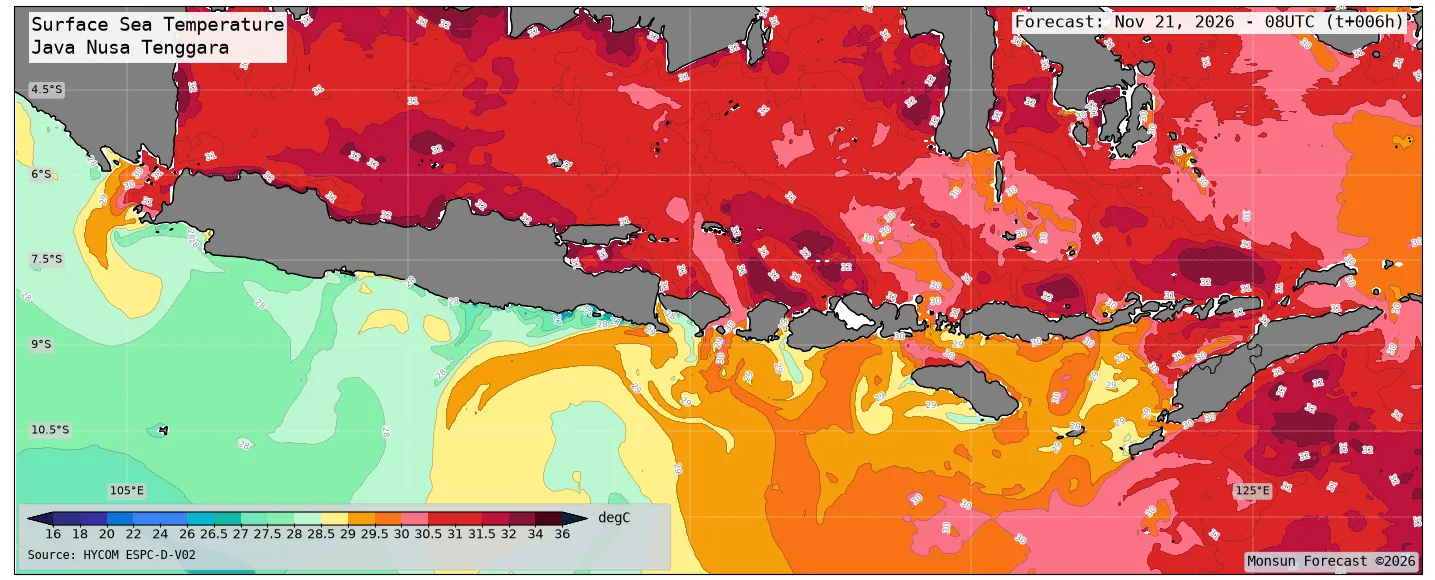 Surface Sea Temperature
Java Nusa Tenggara
Forecast: Nov 21, 2026 - 08UTC (t+006h)
4.5°S
6°S
7.5°S
9°S
10.5°S
105°E
125°E
degC
16 18 20 22 24 26 26.5 27 27.5 28 28.5 29 29.5 30 30.5 31 31.5 32 34 36
Source: HYCOM ESPC-D-V02
Monsun Forecast ©2026